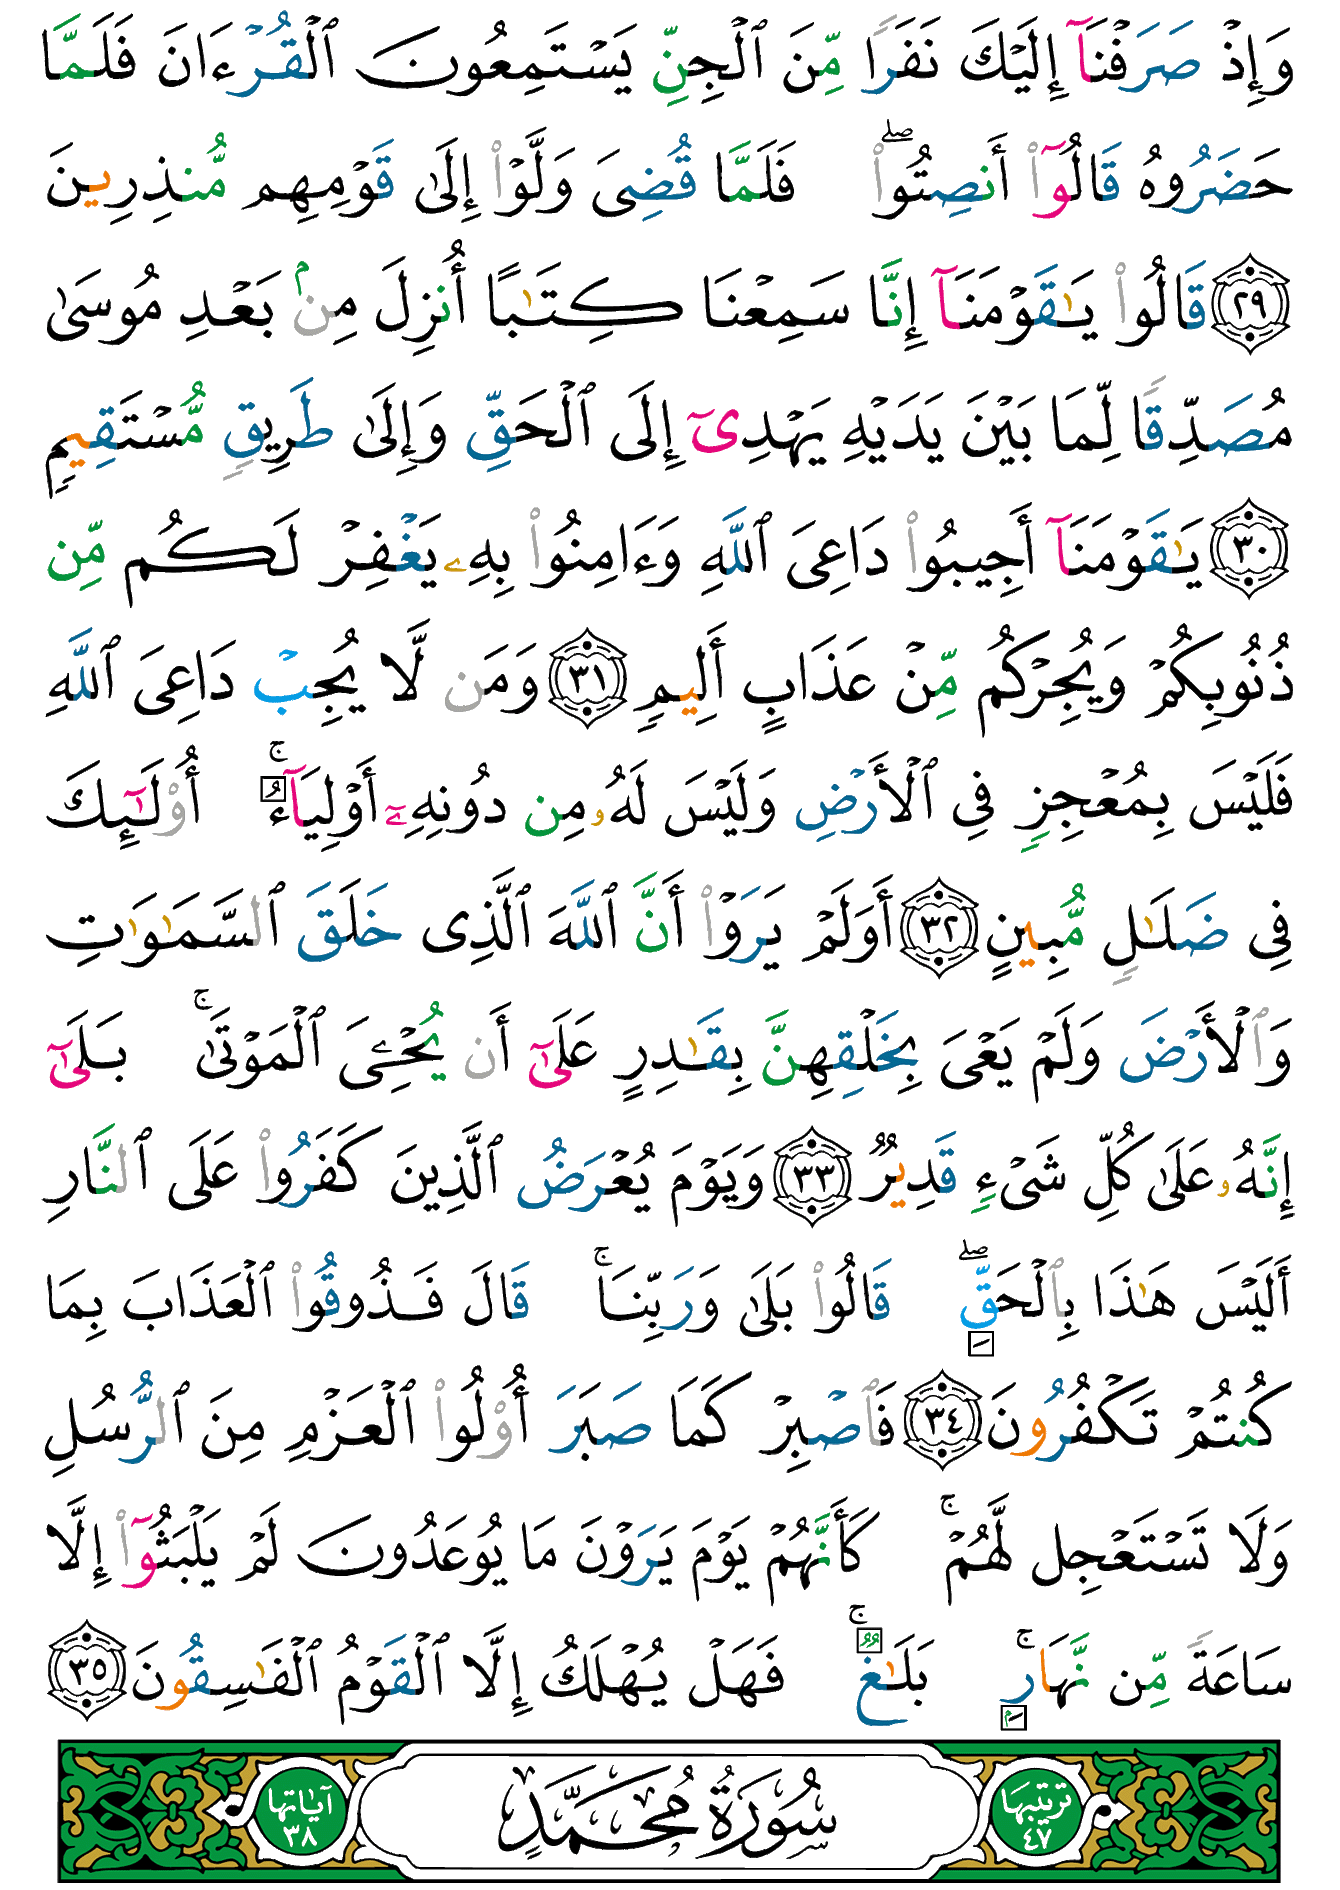 وَإِذْ صَرَفْنَآ إِلَيْكَ نَفَرًا مِّنَ ٱلْجِنِّ يَسْتَمِعُونَ ٱلْقُرْءَانَ فَلَمَّا
حَضَرُوهُ قَالُوٓا۟ أَنصِتُوا۟ ۖ فَلَمَّا قُضِىَ وَلَّوْا۟ إِلَىٰ قَوْمِهِم مُّنذِرِينَ
٢٩ قَالُوا۟ يَـٰقَوْمَنَآ إِنَّا سَمِعْنَا كِتَـٰبًا أُنزِلَ مِنۢ بَعْدِ مُوسَىٰ
مُصَدِّقًا لِّمَا بَيْنَ يَدَيْهِ يَهْدِىٓ إِلَى ٱلْحَقِّ وَإِلَىٰ طَرِيقٍ مُّسْتَقِيمٍ
٣٠ يَـٰقَوْمَنَآ أَجِيبُوا۟ دَاعِىَ ٱللَّهِ وَءَامِنُوا۟ بِهِۦ يَغْفِرْ لَكُم مِّن
ذُنُوبِكُمْ وَيُجِرْكُم مِّنْ عَذَابٍ أَلِيمٍ ٣١ وَمَن لَّا يُجِبْ دَاعِىَ ٱللَّهِ
فَلَيْسَ بِمُعْجِزٍ فِى ٱلْأَرْضِ وَلَيْسَ لَهُۥ مِن دُونِهِۦٓ أَوْلِيَآءُ ۚ أُو۟لَـٰٓئِكَ
فِى ضَلَـٰلٍ مُّبِينٍ ٣٢ أَوَلَمْ يَرَوْا۟ أَنَّ ٱللَّهَ ٱلَّذِى خَلَقَ ٱلسَّمَـٰوَٰتِ
وَٱلْأَرْضَ وَلَمْ يَعْىَ بِخَلْقِهِنَّ بِقَـٰدِرٍ عَلَىٰٓ أَن يُحْـِۧىَ ٱلْمَوْتَىٰ ۚ بَلَىٰٓ
إِنَّهُۥ عَلَىٰ كُلِّ شَىْءٍ قَدِيرٌ ٣٣ وَيَوْمَ يُعْرَضُ ٱلَّذِينَ كَفَرُوا۟ عَلَى ٱلنَّارِ
أَلَيْسَ هَـٰذَا بِٱلْحَقِّ ۖ قَالُوا۟ بَلَىٰ وَرَبِّنَا ۚ قَالَ فَذُوقُوا۟ ٱلْعَذَابَ بِمَا
كُنتُمْ تَكْفُرُونَ ٣٤ فَٱصْبِرْ كَمَا صَبَرَ أُو۟لُوا۟ ٱلْعَزْمِ مِنَ ٱلرُّسُلِ
وَلَا تَسْتَعْجِل لَّهُمْ ۚ كَأَنَّهُمْ يَوْمَ يَرَوْنَ مَا يُوعَدُونَ لَمْ يَلْبَثُوٓا۟ إِلَّا
سَاعَةً مِّن نَّهَارٍۭ ۚ بَلَـٰغٌ ۚ فَهَلْ يُهْلَكُ إِلَّا ٱلْقَوْمُ ٱلْفَـٰسِقُونَ ٣٥
ترتيبها ٤٧ سُورَةُ مُحَمَّدٍ آياتها ٣٨